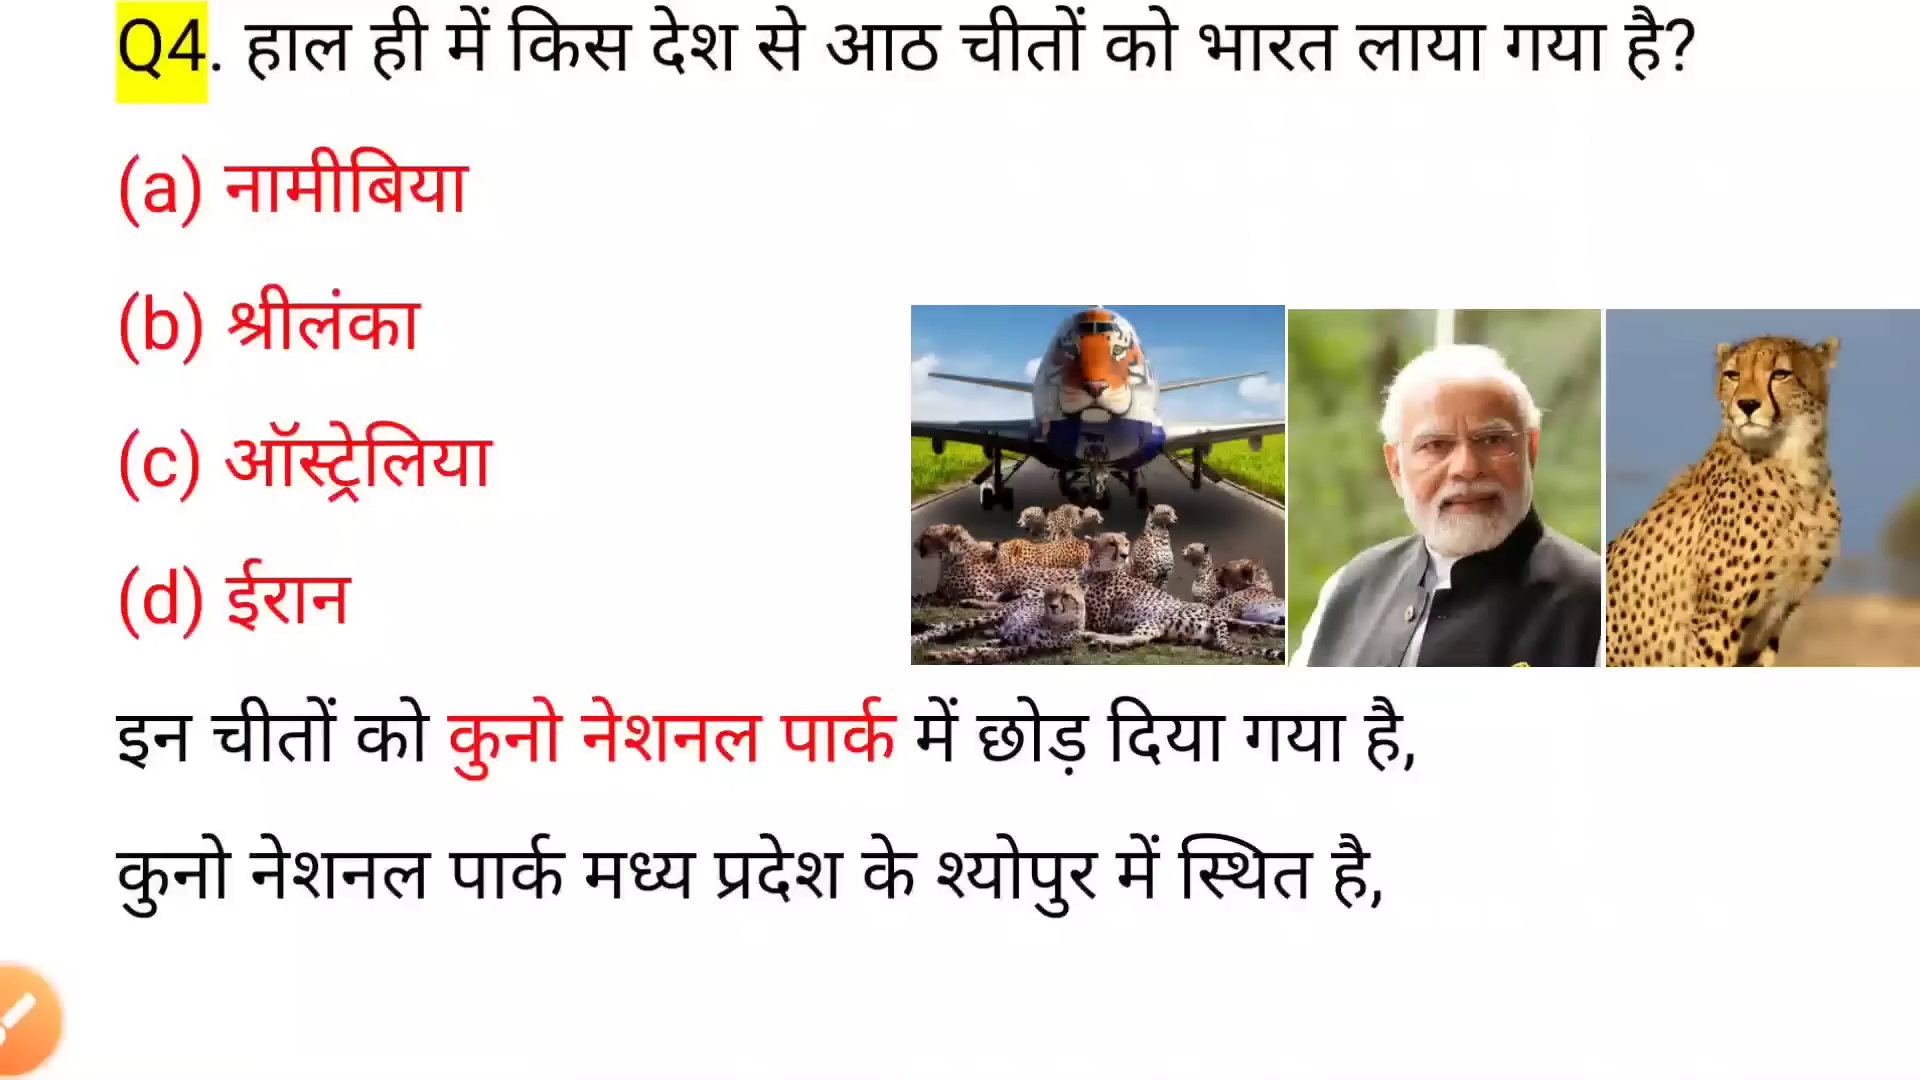 Q4. हाल ही में किस देश से आठ चीतों को भारत लाया गया है?
(a) नामीबिया
(b) श्रीलंका
(c) ऑस्ट्रेलिया
(d) ईरान
इन चीतों को कुनो नेशनल पार्क में छोड़ दिया गया है,
कुनो नेशनल पार्क मध्य प्रदेश के श्योपुर में स्थित है,